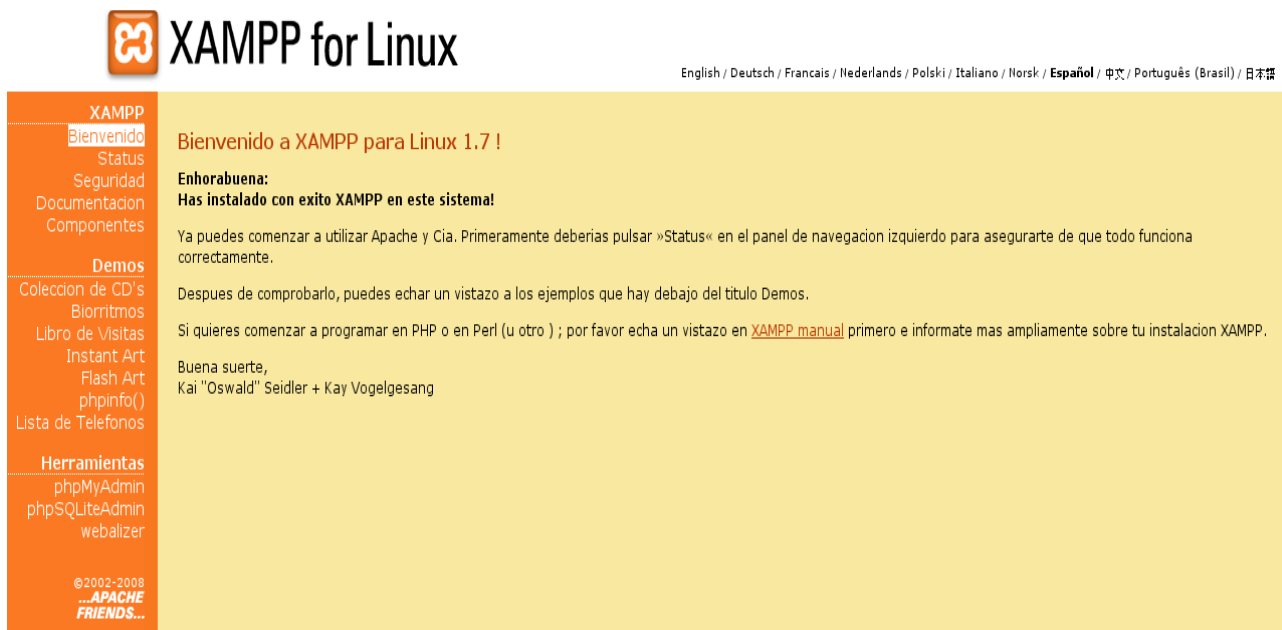 XAMPP for Linux
English / Deutsch / Francais / Nederlands / Polski / Italiano / Norsk / Español / 中文 / Português (Brasil) / 日本語
XAMPP
Bienvenido
Status
Seguridad
Documentacion
Componentes
Demos
Coleccion de CD's
Biorritmos
Libro de Visitas
Instant Art
Flash Art
phpinfo()
Lista de Telefonos
Herramientas
phpMyAdmin
phpSQLiteAdmin
webalizer
©2002-2008
...APACHE
FRIENDS...
Bienvenido a XAMPP para Linux 1.7 !
Enhorabuena:
Has instalado con exito XAMPP en este sistema!
Ya puedes comenzar a utilizar Apache y Cia. Primeramente deberias pulsar »Status« en el panel de navegacion izquierdo para asegurarte de que todo funciona
correctamente.
Despues de comprobarlo, puedes echar un vistazo a los ejemplos que hay debajo del titulo Demos.
Si quieres comenzar a programar en PHP o en Perl (u otro ) ; por favor echa un vistazo en XAMPP manual primero e informate mas ampliamente sobre tu instalacion XAMPP.
Buena suerte,
Kai "Oswald" Seidler + Kay Vogelgesang